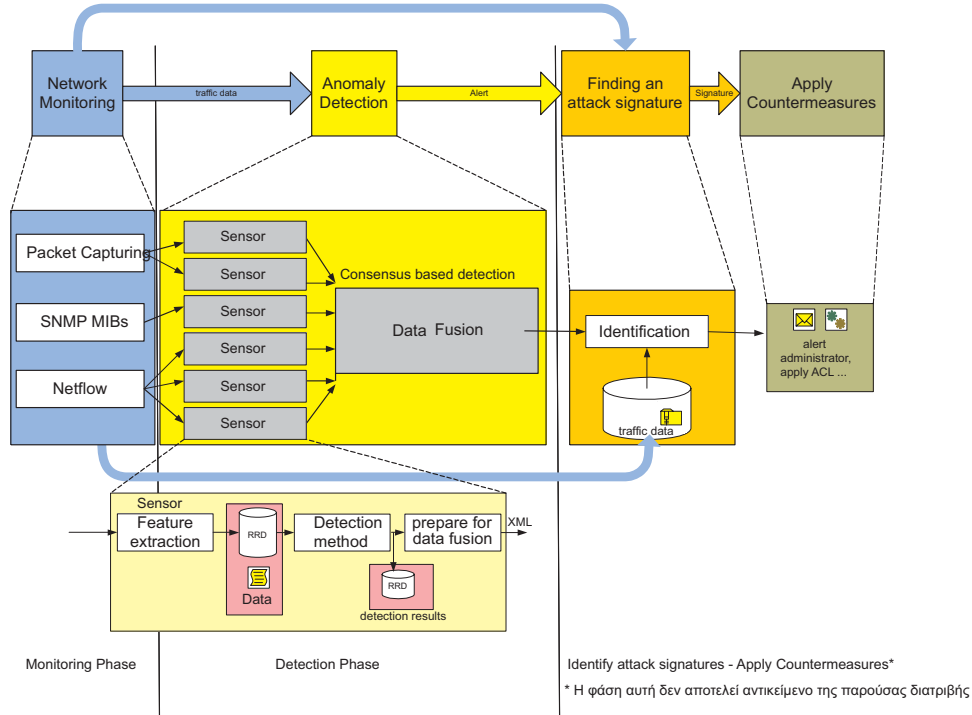 Network
Monitoring
traffic data
Anomaly
Detection
Alert
Finding an
attack signature
Signature
Apply
Countermeasures
Packet Capturing
SNMP MIBs
Netflow
Sensor
Sensor
Sensor
Sensor
Sensor
Sensor
Consensus based detection
Data Fusion
Identification
traffic data
alert
administrator,
apply ACL ...
Sensor
Feature
extraction
RRD
Data
Detection
method
prepare for
data fusion
XML
RRD
detection results
Monitoring Phase
Detection Phase
Identify attack signatures - Apply Countermeasures*
* Η φάση αυτή δεν αποτελεί αντικείμενο της παρούσας διατριβής